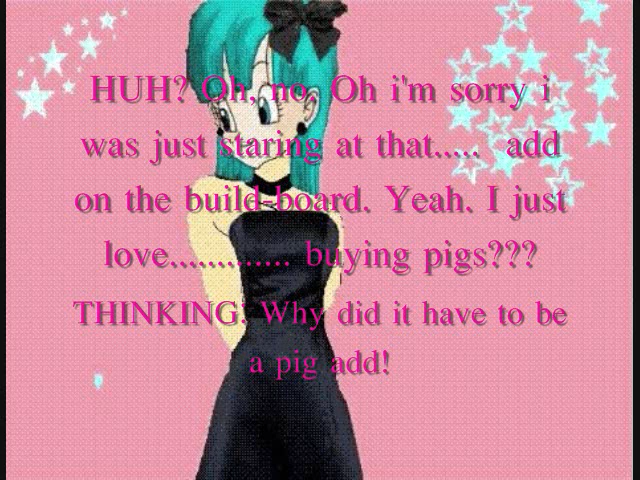 HUH? Oh, no. Oh i'm sorry i
was just staring at that..... add
on the build-board. Yeah. I just
love............. buying pigs???
THINKING: Why did it have to be
a pig add!